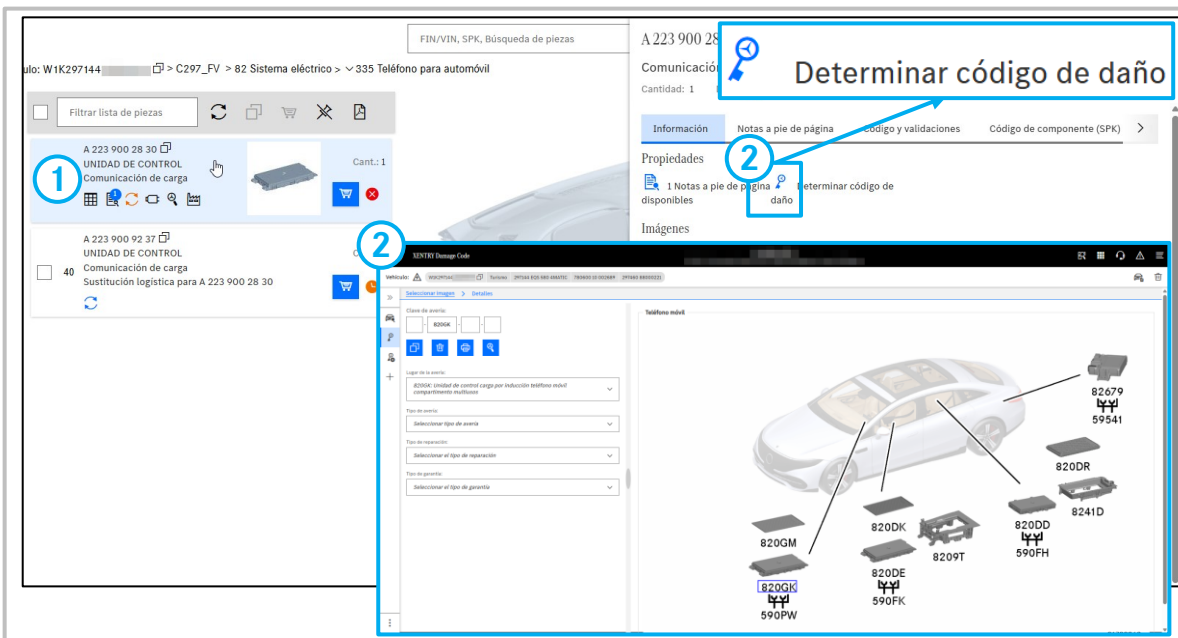 FIN/VIN, SPK, Búsqueda de piezas
ulo: W1K297144 > C297_FV > 82 Sistema eléctrico > 335 Teléfono para automóvil
Filtrar lista de piezas
1
A 223 900 28 30
UNIDAD DE CONTROL
Comunicación de carga
Cant.: 1
1
40
A 223 900 92 37
UNIDAD DE CONTROL
Comunicación de carga
Sustitución logística para A 223 900 28 30
A 223 900 28
Comunicación
Cantidad: 1
Determinar código de daño
Información
Notas a pie de página
Código y validaciones
Código de componente (SPK)
Propiedades
2
1 Notas a pie de página disponibles
Determinar código de
daño
Imágenes
2
XENTRY Damage Code
Vehículo:
Turismo
Seleccionar imagen > Detalles
Clave de avería:
820GK
Lugar de la avería:
820GK: Unidad de control carga por inducción teléfono móvil
compartimento multiusos
Tipo de avería:
Seleccionar tipo de avería
Tipo de reparación:
Seleccionar el tipo de reparación
Tipo de garantía:
Seleccionar el tipo de garantía
Teléfono móvil
82679
59541
820DR
8241D
820DD
590FH
8209T
820DK
820DE
590FK
820GM
820GK
590PW